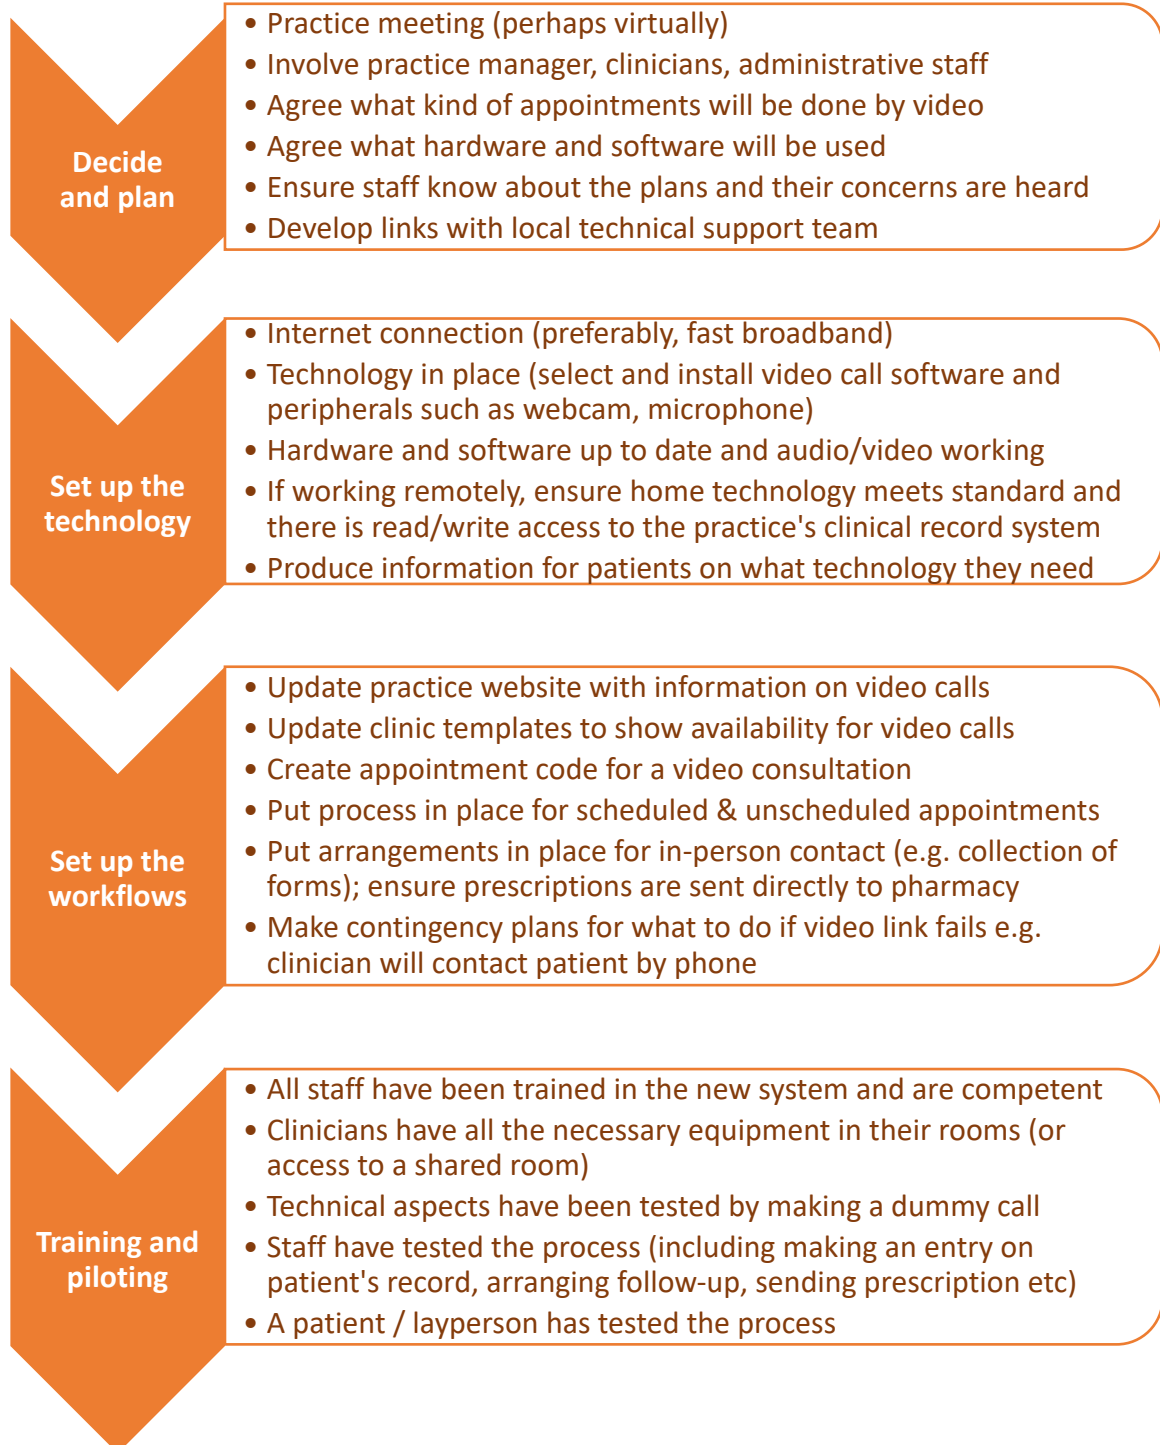 Decide
and plan
• Practice meeting (perhaps virtually)
• Involve practice manager, clinicians, administrative staff
• Agree what kind of appointments will be done by video
• Agree what hardware and software will be used
• Ensure staff know about the plans and their concerns are heard
• Develop links with local technical support team
Set up the
technology
• Internet connection (preferably, fast broadband)
• Technology in place (select and install video call software and
peripherals such as webcam, microphone)
• Hardware and software up to date and audio/video working
• If working remotely, ensure home technology meets standard and
there is read/write access to the practice's clinical record system
• Produce information for patients on what technology they need
Set up the
workflows
• Update practice website with information on video calls
• Update clinic templates to show availability for video calls
• Create appointment code for a video consultation
• Put process in place for scheduled & unscheduled appointments
• Put arrangements in place for in-person contact (e.g. collection of
forms); ensure prescriptions are sent directly to pharmacy
• Make contingency plans for what to do if video link fails e.g.
clinician will contact patient by phone
Training and
piloting
• All staff have been trained in the new system and are competent
• Clinicians have all the necessary equipment in their rooms (or
access to a shared room)
• Technical aspects have been tested by making a dummy call
• Staff have tested the process (including making an entry on
patient's record, arranging follow-up, sending prescription etc)
• A patient / layperson has tested the process